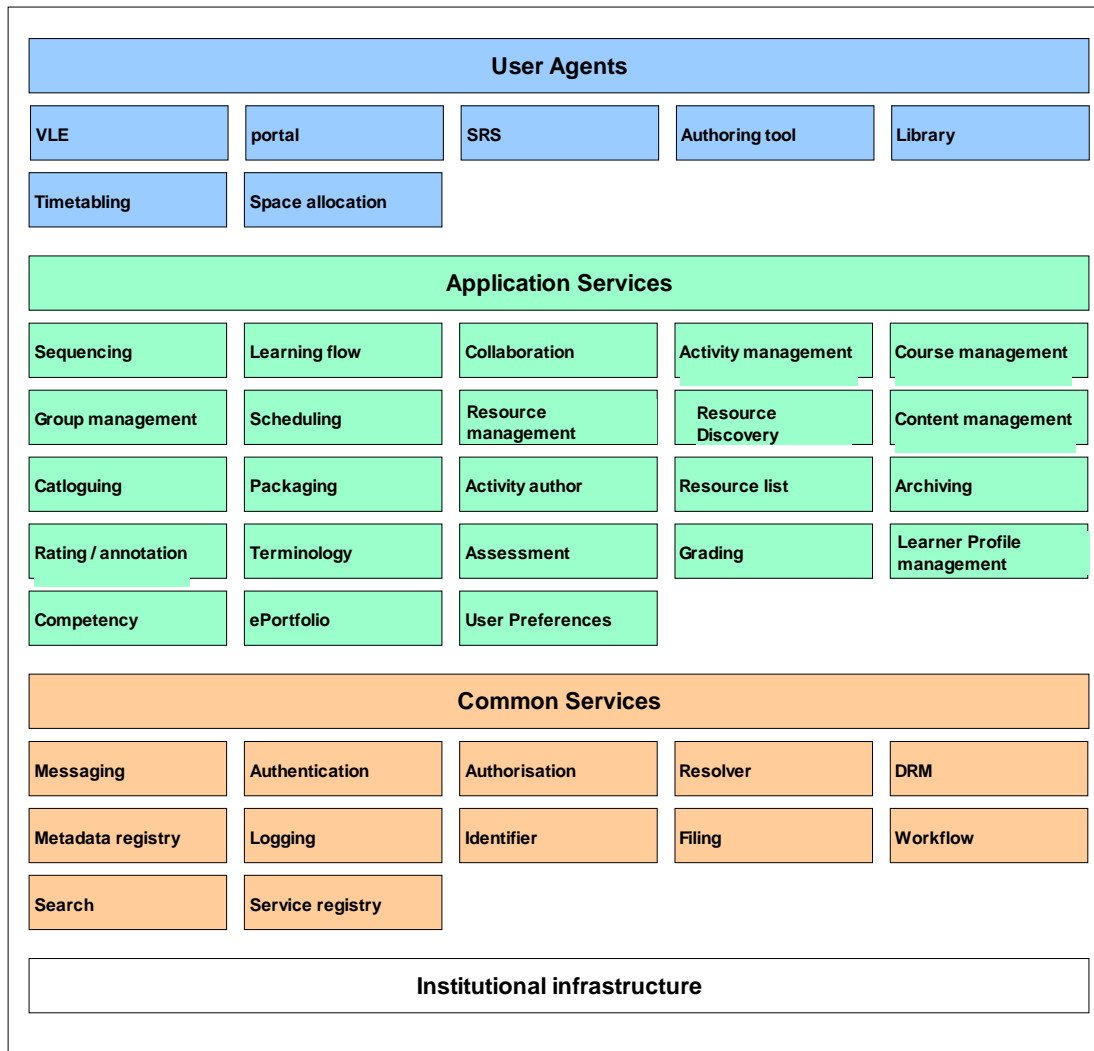 User Agents
VLE
portal
SRS
Authoring tool
Library
Timetabling
Space allocation
Application Services
Sequencing
Learning flow
Collaboration
Activity management
Course management
Group management
Scheduling
Resource
management
Resource
Discovery
Content management
Catloguing
Packaging
Activity author
Resource list
Archiving
Rating / annotation
Terminology
Assessment
Grading
Learner Profile
management
Competency
ePortfolio
User Preferences
Common Services
Messaging
Authentication
Authorisation
Resolver
DRM
Metadata registry
Logging
Identifier
Filing
Workflow
Search
Service registry
Institutional infrastructure